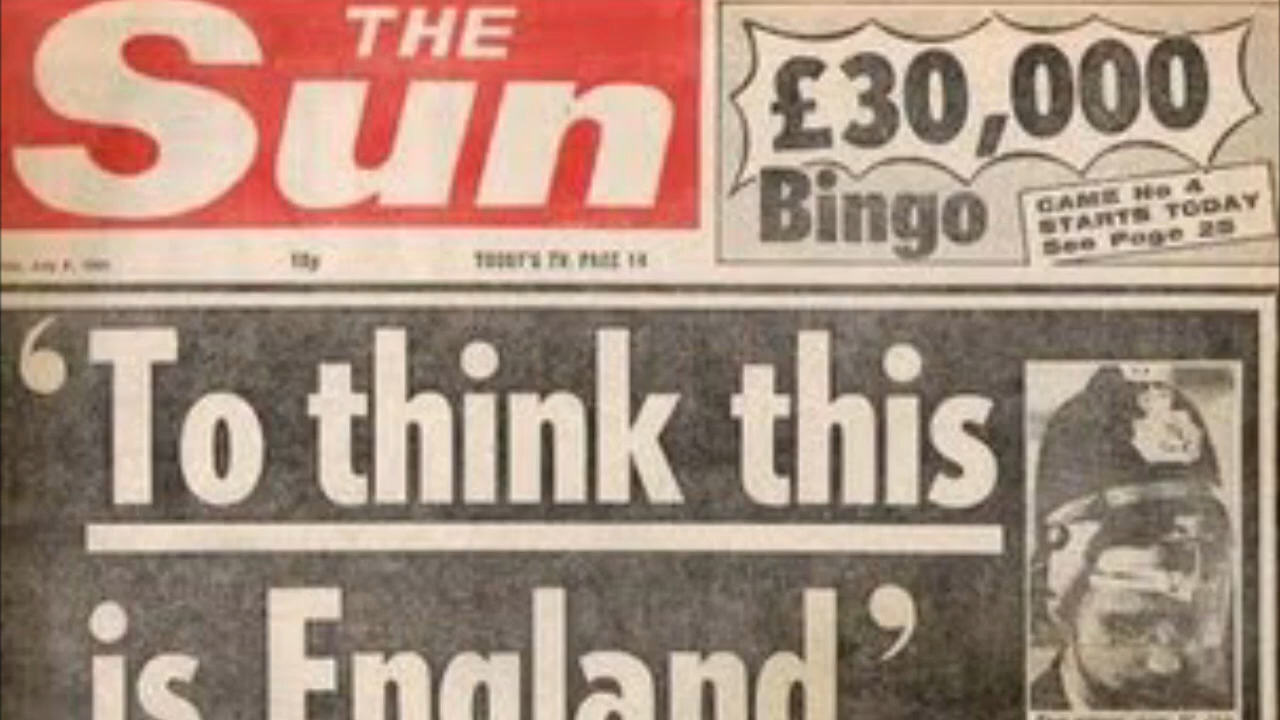 THE
Sun
£30,000
Bingo
GAME No 4
STARTS TODAY
See Page 25
10p
TODAY'S TV: PAGE 14
‘To think this
is England’